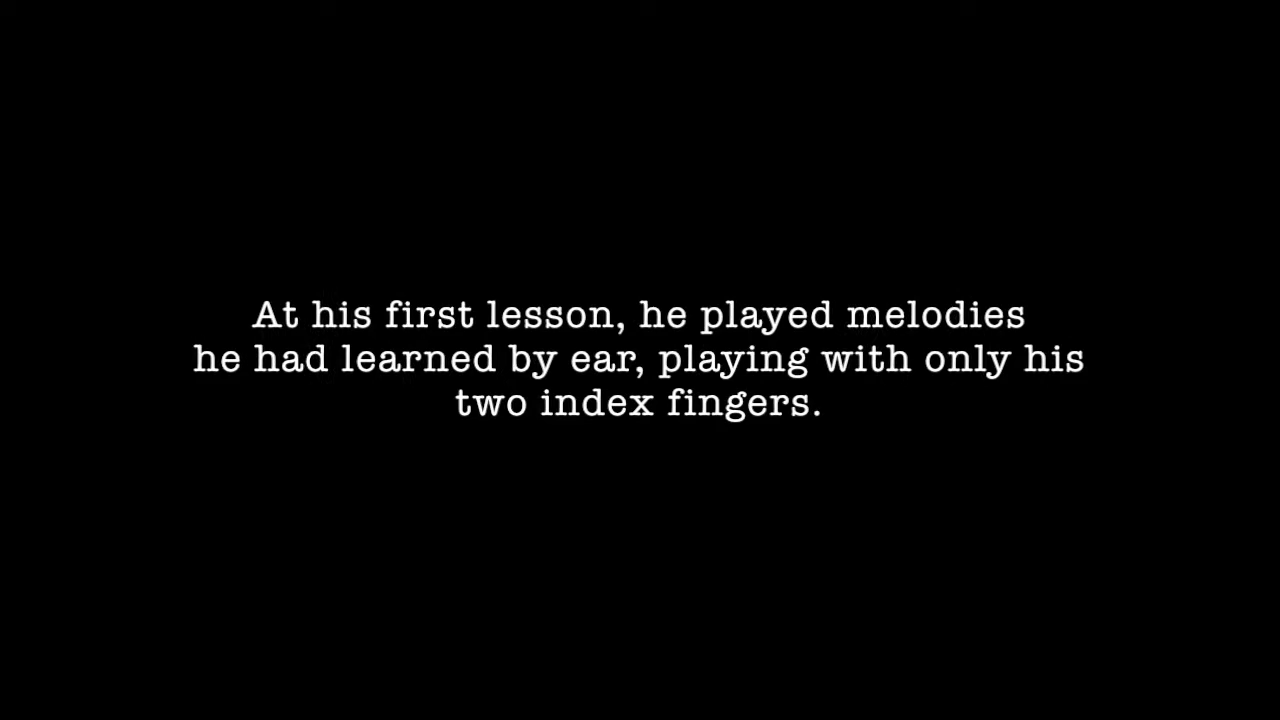 At his first lesson, he played melodies
he had learned by ear, playing with only his
two index fingers.